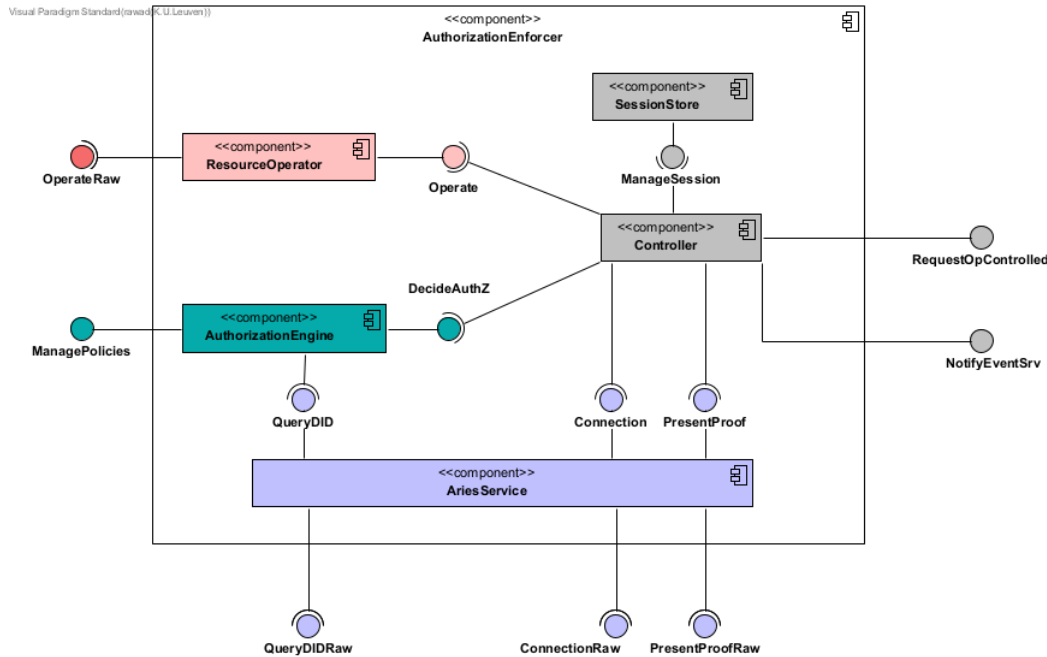 Visual Paradigm Standard(rawad(K.U.Leuven))
<<component>>
AuthorizationEnforcer
<<component>>
SessionStore
<<component>>
ResourceOperator
OperateRaw
Operate
ManageSession
<<component>>
Controller
RequestOpControlled
DecideAuthZ
<<component>>
AuthorizationEngine
ManagePolicies
NotifyEventSrv
QueryDID
Connection
PresentProof
<<component>>
AriesService
QueryDIDRaw
ConnectionRaw
PresentProofRaw